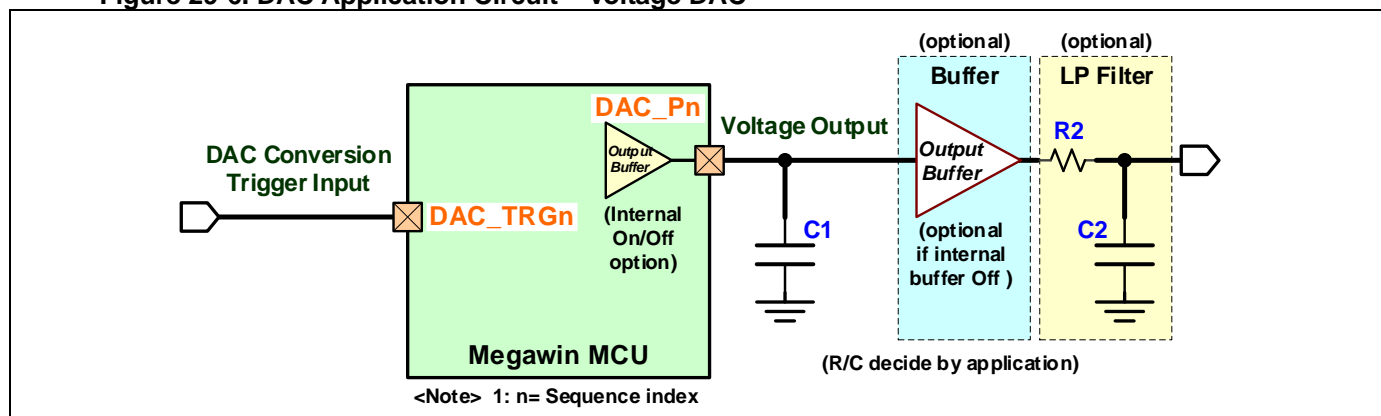 (optional)
(optional)
Buffer
LP Filter
DAC_Pn
Voltage Output
R2
DAC Conversion
Trigger Input
Output
Buffer
Output
Buffer
DAC_TRGn
(Internal
On/Off
option)
C1
(optional
if internal
buffer Off )
C2
Megawin MCU
(R/C decide by application)
<Note> 1: n= Sequence index